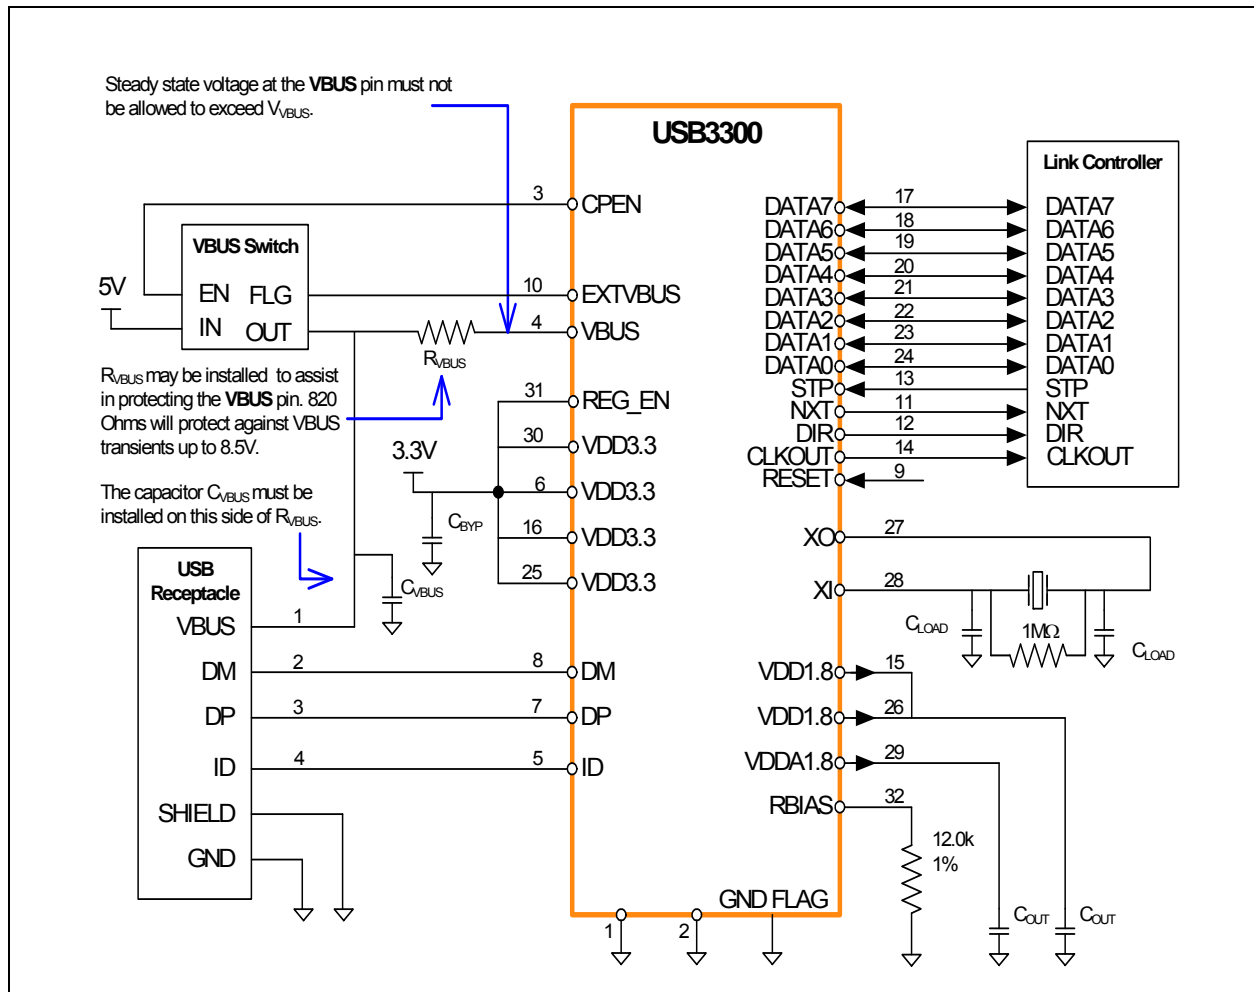 Steady state voltage at the VBUS pin must not
be allowed to exceed VVBUS.
USB3300
Link Controller
3
CPEN
VBUS Switch
5V
EN FLG
IN OUT
10
EXTVBUS
4
VBUS
RVBUS
RVBUS may be installed to assist
in protecting the VBUS pin. 820
Ohms will protect against VBUS
transients up to 8.5V.
31
REG_EN
30
VDD3.3
3.3V
6
VDD3.3
CBYP
16
VDD3.3
25
VDD3.3
The capacitor CVBUS must be
installed on this side of RVBUS.
CVBUS
USB
Receptacle
VBUS 1
DM 2 8 DM
DP 3 7 DP
ID 4 5 ID
SHIELD
GND
DATA7 17 DATA7
DATA6 18 DATA6
DATA5 19 DATA5
DATA4 20 DATA4
DATA3 21 DATA3
DATA2 22 DATA2
DATA1 23 DATA1
DATA0 24 DATA0
STP 13 STP
NXT 11 NXT
DIR 12 DIR
CLKOUT 14 CLKOUT
RESET 9
XO 27
XI 28
CLOAD
1MΩ
CLOAD
VDD1.8 15
VDD1.8 26
VDDA1.8 29
RBIAS 32
12.0k
1%
COUT
COUT
GND FLAG
1
2